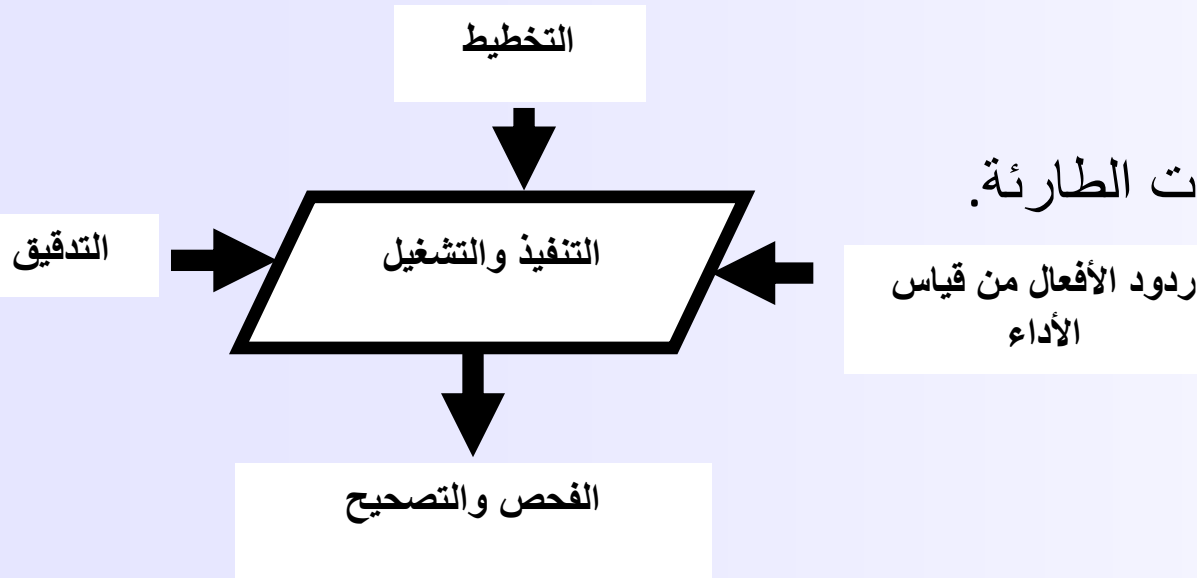 التخطيط
ت الطارئة.
التدقيق
التنفيذ والتشغيل
ردود الأفعال من قياس
الأداء
الفحص والتصحيح